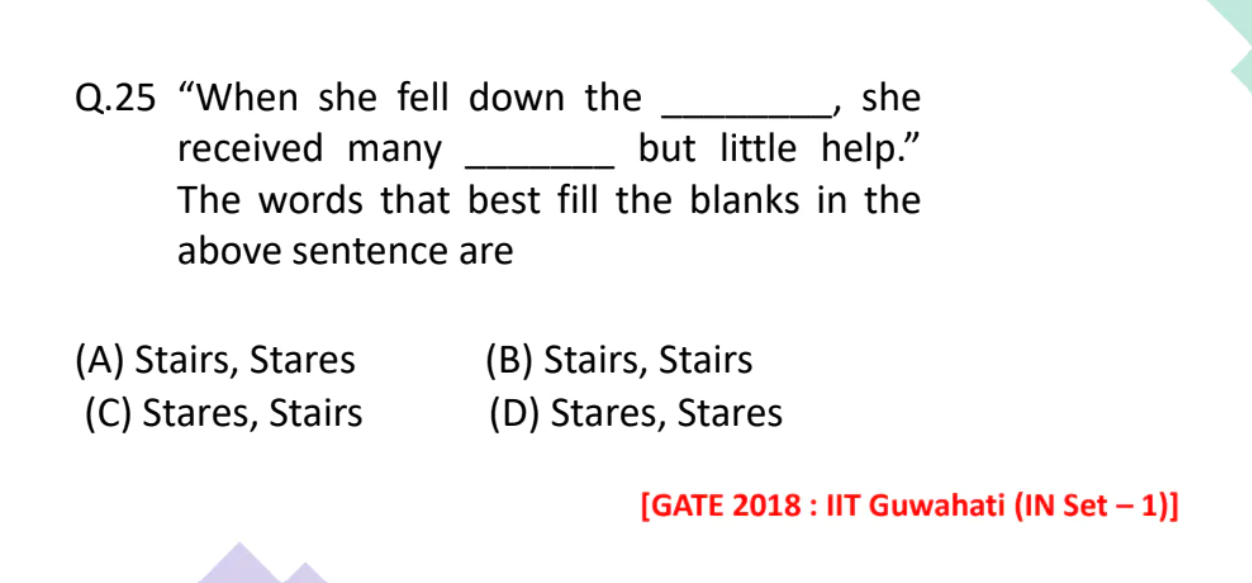 Q.25 “When she fell down the ________, she
received many _______ but little help.”
The words that best fill the blanks in the
above sentence are
(A) Stairs, Stares (B) Stairs, Stairs
(C) Stares, Stairs (D) Stares, Stares
[GATE 2018 : IIT Guwahati (IN Set – 1)]